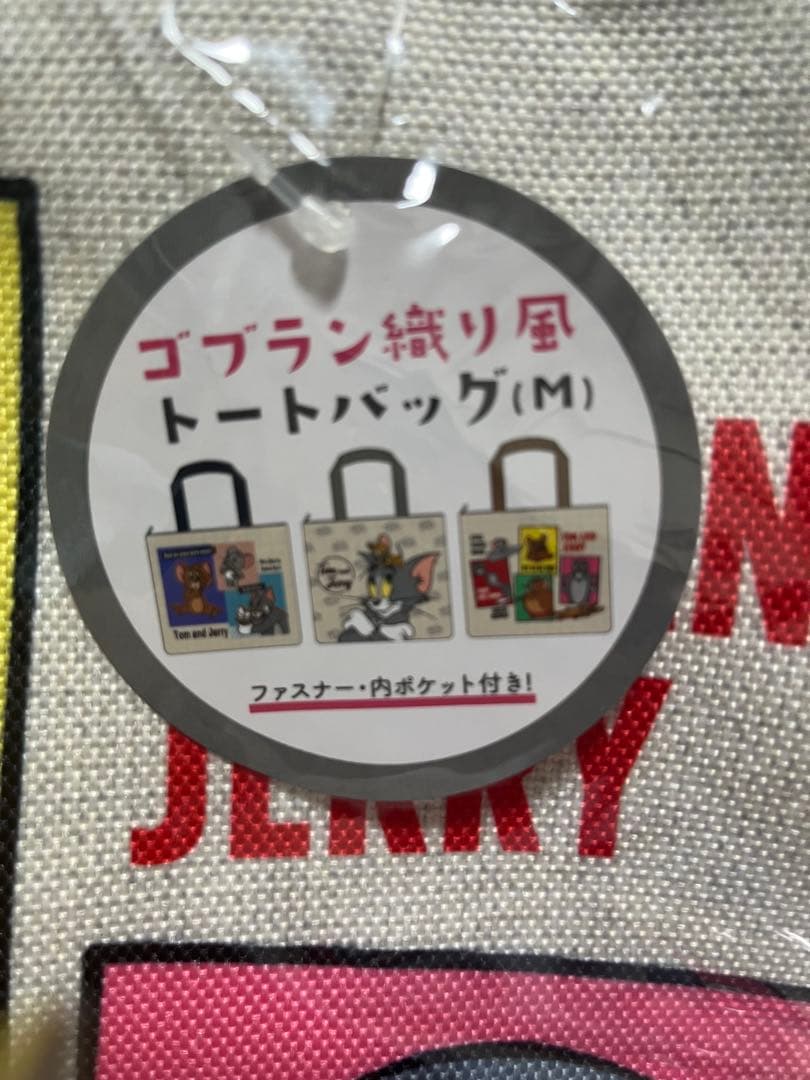 ゴブラン織り風
トートバッグ(M)
Tom and Jerry
ファスナー・内ポケット付き!
JERRY